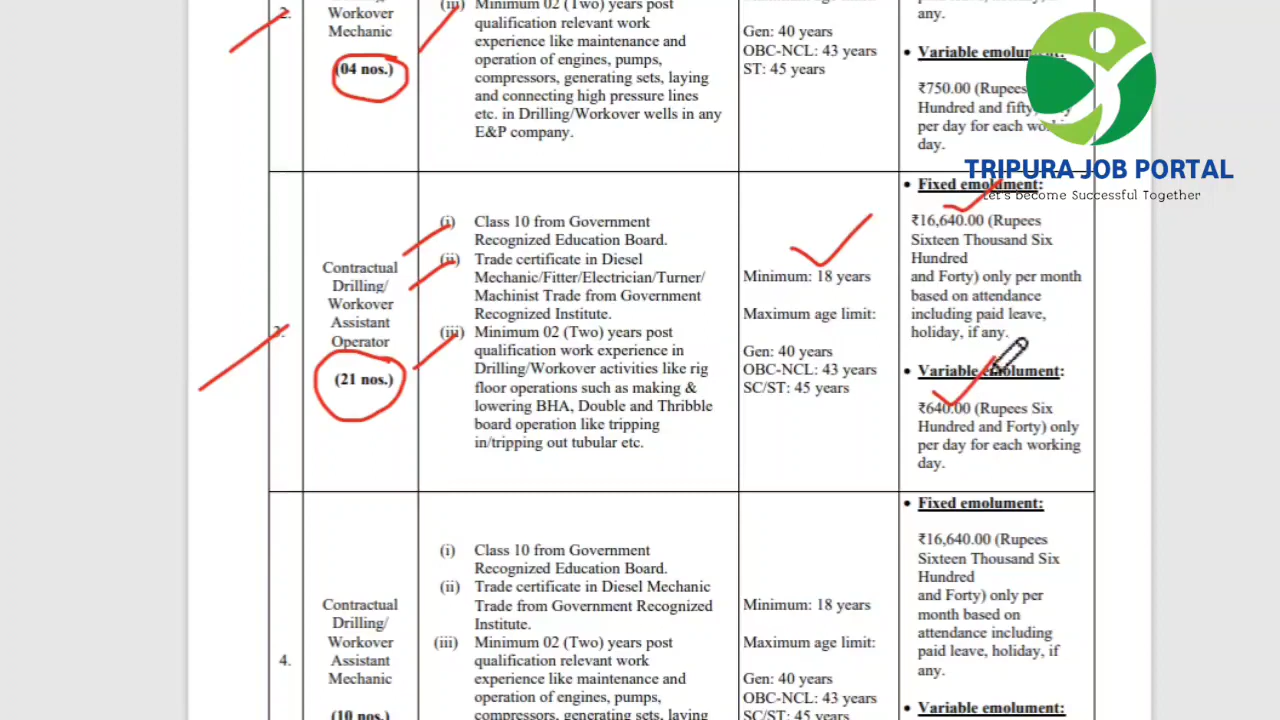 2.
Workover
Mechanic
(04 nos.)
(iii) Minimum 02 (Two) years post
qualification relevant work
experience like maintenance and
operation of engines, pumps,
compressors, generating sets, laying
and connecting high pressure lines
etc. in Drilling/Workover wells in any
E&P company.
Gen: 40 years
OBC-NCL: 43 years
ST: 45 years
any.
• Variable
₹750.00 (Rupees
Hundred and fifty
per day for each
day.
TRIPURA JOB PORTAL
Let's become Successful Together
3.
Contractual
Drilling/
Workover
Assistant
Operator
(21 nos.)
(i) Class 10 from Government
Recognized Education Board.
(ii) Trade certificate in Diesel
Mechanic/Fitter/Electrician/Turner/
Machinist Trade from Government
Recognized Institute.
(iii) Minimum 02 (Two) years post
qualification work experience in
Drilling/Workover activities like rig
floor operations such as making &
lowering BHA, Double and Thribble
board operation like tripping
in/tripping out tubular etc.
Minimum: 18 years
Maximum age limit:
Gen: 40 years
OBC-NCL: 43 years
SC/ST: 45 years
• Fixed emolument:
₹16,640.00 (Rupees
Sixteen Thousand Six
Hundred
and Forty) only per month
based on attendance
including paid leave,
holiday, if any.
• Variable emolument:
₹640.00 (Rupees Six
Hundred and Forty) only
per day for each working
day.
4.
Contractual
Drilling/
Workover
Assistant
Mechanic
(10 nos.)
(i) Class 10 from Government
Recognized Education Board.
(ii) Trade certificate in Diesel Mechanic
Trade from Government Recognized
Institute.
(iii) Minimum 02 (Two) years post
qualification relevant work
experience like maintenance and
operation of engines, pumps,
compressors, generating sets, laying
Minimum: 18 years
Maximum age limit:
Gen: 40 years
OBC-NCL: 43 years
SC/ST: 45 years
• Fixed emolument:
₹16,640.00 (Rupees
Sixteen Thousand Six
Hundred
and Forty) only per
month based on
attendance including
paid leave, holiday, if
any.
• Variable emolument: